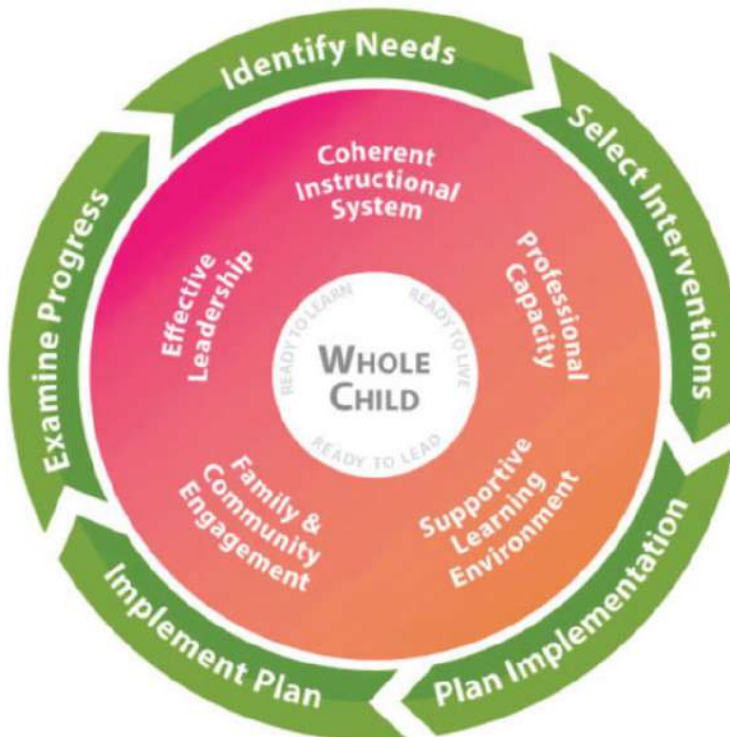 Identify Needs
Select Interventions
Plan Implementation
Implement Plan
Examine Progress
Coherent
Instructional
System
Professional
Capacity
Supportive
Learning
Environment
Family &
Community
Engagement
Effective
Leadership
READY TO LEARN
READY TO LIVE
READY TO LEAD
WHOLE
CHILD